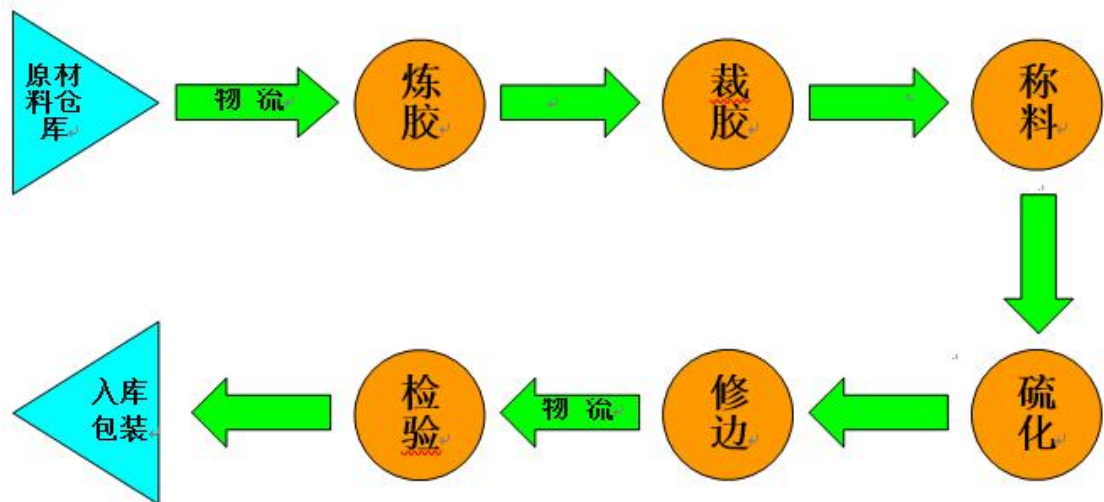 原材
料仓
库
物 流
炼
胶
裁
胶
称
料
硫
化
修
边
物 流
检
验
入库
包装